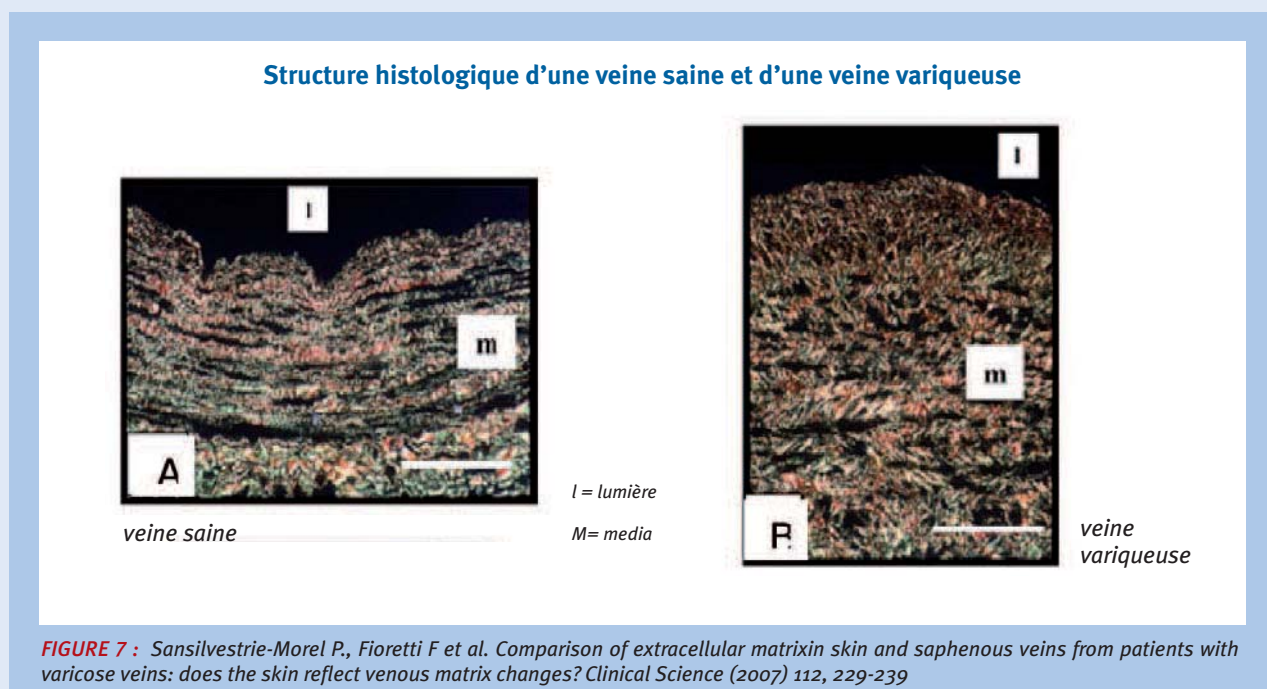 Structure histologique d'une veine saine et d'une veine variqueuse
l
m
A
veine saine
l = lumière
M= media
l
m
B
veine
variqueuse
FIGURE 7 : Sansilvestrie-Morel P., Fioretti F et al. Comparison of extracellular matrixin skin and saphenous veins from patients with
varicose veins: does the skin reflect venous matrix changes? Clinical Science (2007) 112, 229-239